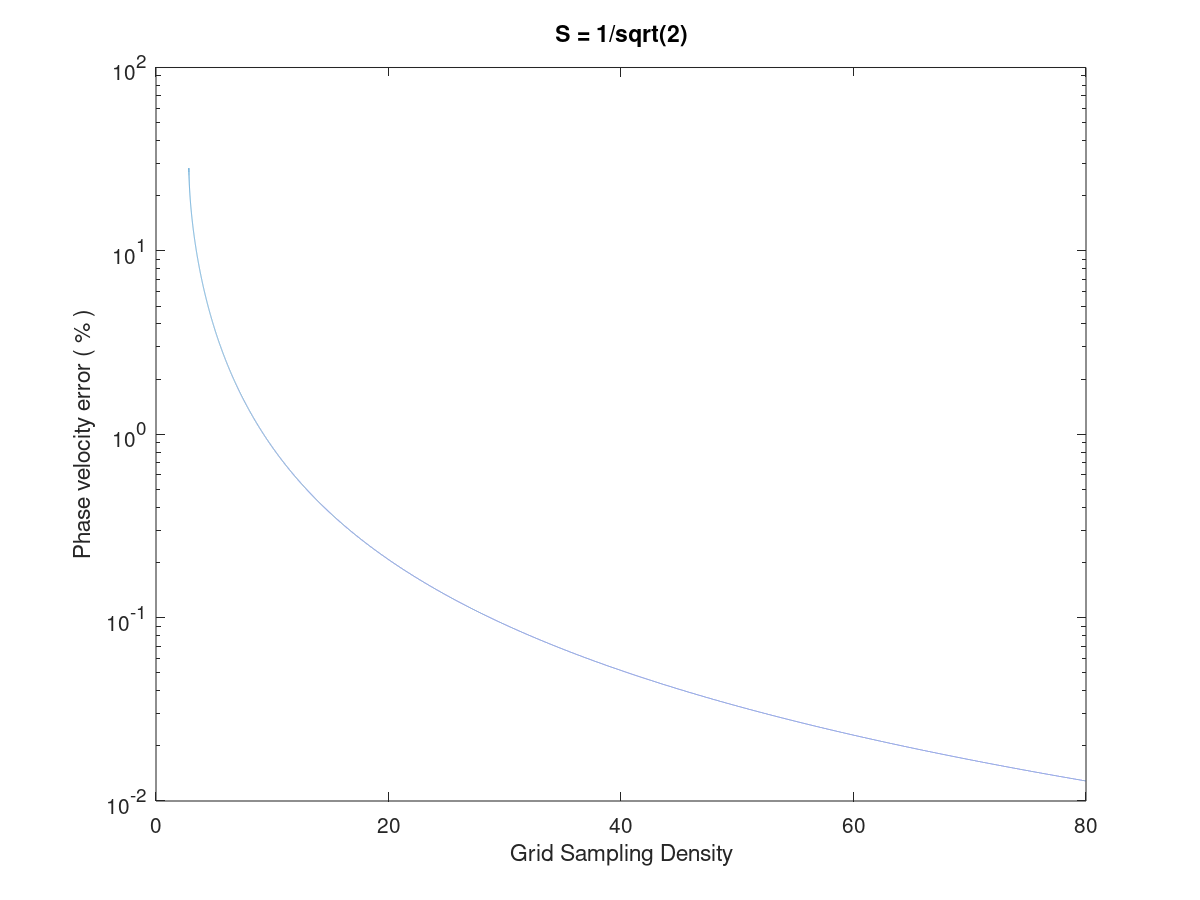 S = 1/sqrt(2)
10^2
10^1
10^0
10^-1
10^-2
Phase velocity error ( % )
0 20 40 60 80
Grid Sampling Density